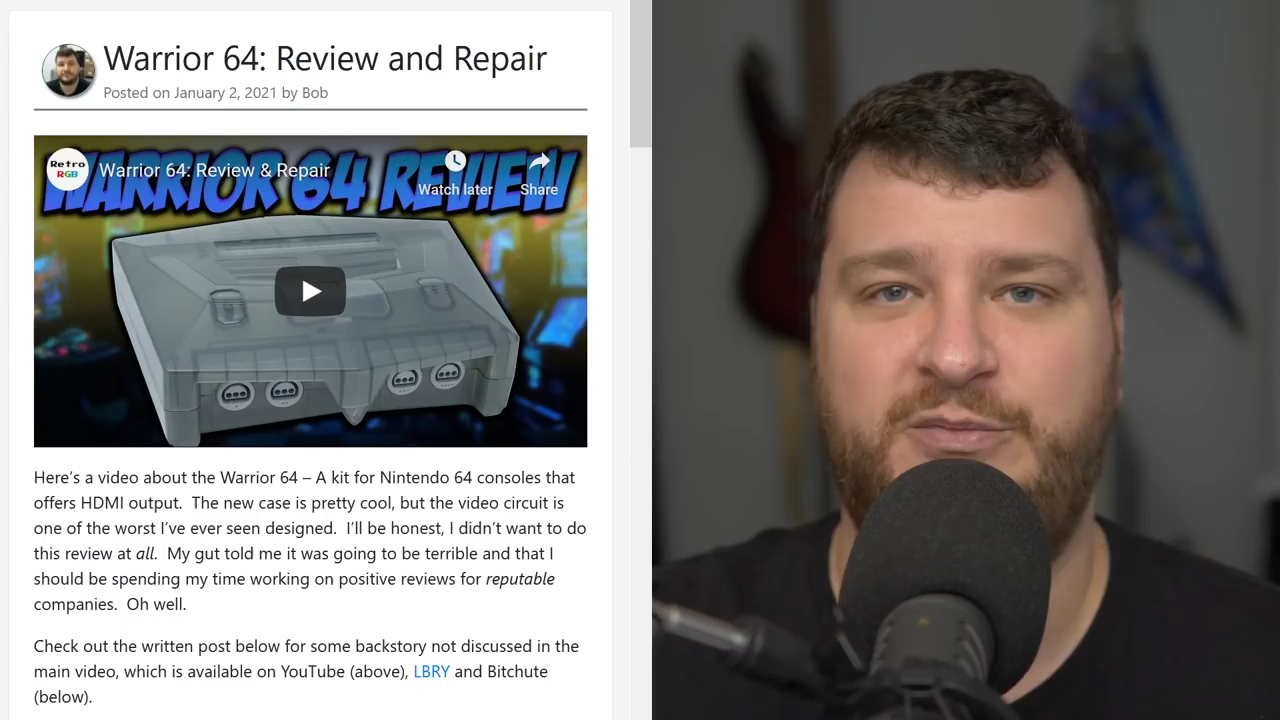 Warrior 64: Review and Repair
Posted on January 2, 2021 by Bob
WARRIOR 64 REVIEW
Retro
RGB
Warrior 64: Review & Repair
Watch later
Share
Here’s a video about the Warrior 64 – A kit for Nintendo 64 consoles that
offers HDMI output.  The new case is pretty cool, but the video circuit is
one of the worst I’ve ever seen designed.  I’ll be honest, I didn’t want to do
this review at all.  My gut told me it was going to be terrible and that I
should be spending my time working on positive reviews for reputable
companies.  Oh well.
Check out the written post below for some backstory not discussed in the
main video, which is available on YouTube (above), LBRY and Bitchute
(below).